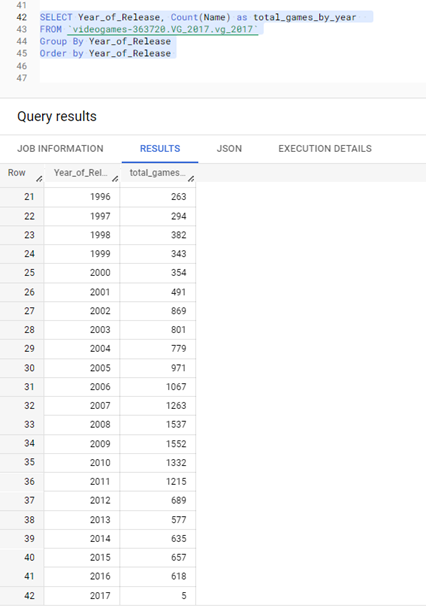 41
42 SELECT Year_of_Release, Count(Name) as total_games_by_year
43 FROM `videogames-363720.VG_2017.vg_2017`
44 Group By Year_of_Release
45 Order by Year_of_Release
46
47
Query results
JOB INFORMATION RESULTS JSON EXECUTION DETAILS
Row Year_of_Rel... total_games...
21 1996 263
22 1997 294
23 1998 382
24 1999 343
25 2000 354
26 2001 491
27 2002 869
28 2003 801
29 2004 779
30 2005 971
31 2006 1067
32 2007 1263
33 2008 1537
34 2009 1552
35 2010 1332
36 2011 1215
37 2012 689
38 2013 577
39 2014 635
40 2015 657
41 2016 618
42 2017 5